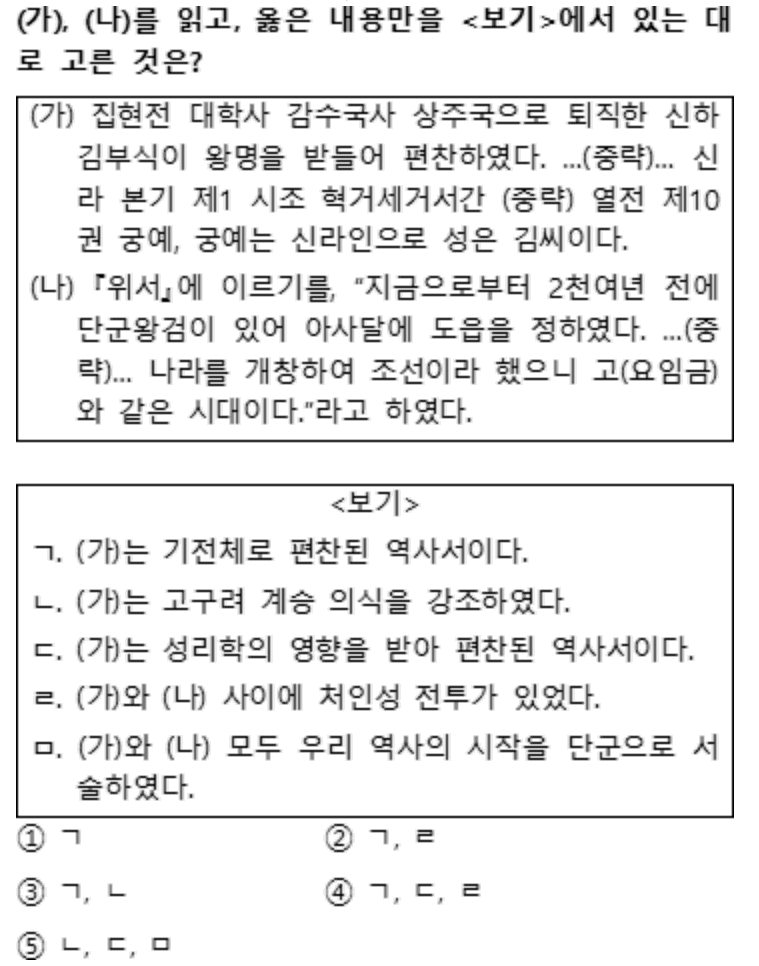 (가), (나)를 읽고, 옳은 내용만을 <보기>에서 있는 대
로 고른 것은?
(가) 집현전 대학사 감수국사 상주국으로 퇴직한 신하
김부식이 왕명을 받들어 편찬하였다. ...(중략)... 신
라 본기 제1 시조 혁거세거서간 (중략) 열전 제10
권 궁예, 궁예는 신라인으로 성은 김씨이다.
(나) 『위서』에 이르기를, "지금으로부터 2천여년 전에
단군왕검이 있어 아사달에 도읍을 정하였다. ...(중
략)... 나라를 개창하여 조선이라 했으니 고(요임금)
와 같은 시대이다."라고 하였다.
<보기>
ㄱ. (가)는 기전체로 편찬된 역사서이다.
ㄴ. (가)는 고구려 계승 의식을 강조하였다.
ㄷ. (가)는 성리학의 영향을 받아 편찬된 역사서이다.
ㄹ. (가)와 (나) 사이에 처인성 전투가 있었다.
ㅁ. (가)와 (나) 모두 우리 역사의 시작을 단군으로 서
술하였다.
① ㄱ ② ㄱ, ㄹ
③ ㄱ, ㄴ ④ ㄱ, ㄷ, ㄹ
⑤ ㄴ, ㄷ, ㅁ